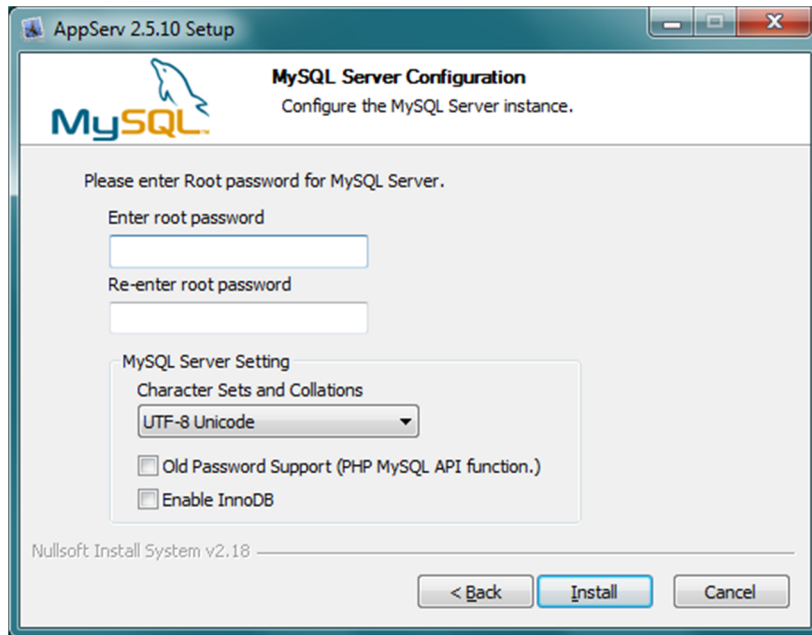 AppServ 2.5.10 Setup
MySQL™
MySQL Server Configuration
Configure the MySQL Server instance.
Please enter Root password for MySQL Server.
Enter root password
Re-enter root password
MySQL Server Setting
Character Sets and Collations
UTF-8 Unicode
Old Password Support (PHP MySQL API function.)
Enable InnoDB
Nullsoft Install System v2.18
< Back
Install
Cancel